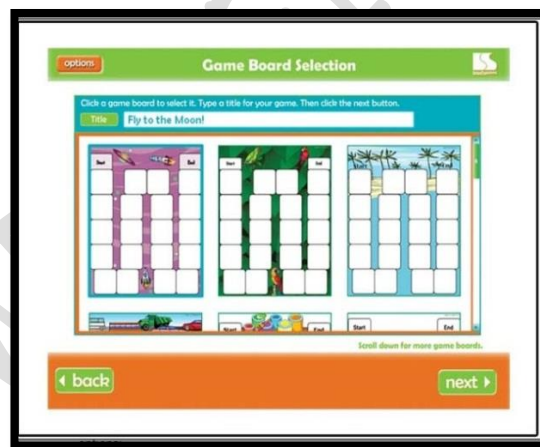 options
Game Board Selection
Click a game board to select it. Type a title for your game. Then click the next button.
Title Fly to the Moon!
Start End
Start End
Start End
Start End
Start End
Scroll down for more game boards.
back next